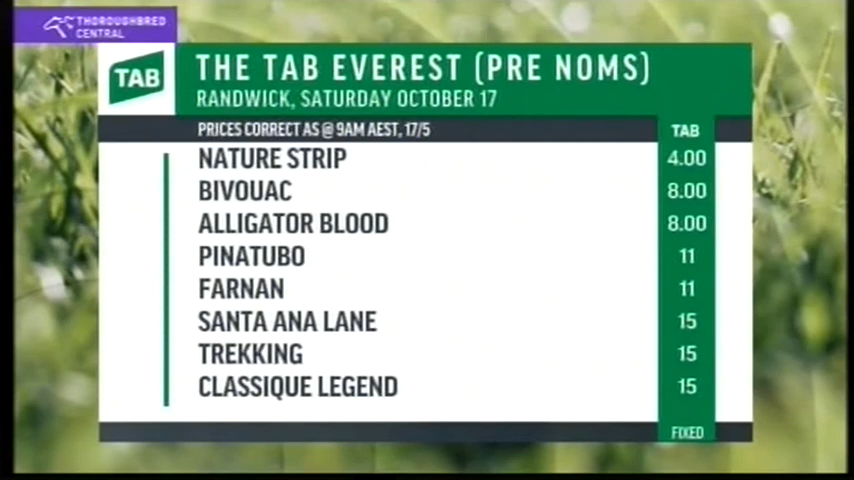 THOROUGHBRED
CENTRAL
TAB
THE TAB EVEREST (PRE NOMS)
RANDWICK, SATURDAY OCTOBER 17
PRICES CORRECT AS @ 9AM AEST, 17/5 TAB
NATURE STRIP 4.00
BIVOUAC 8.00
ALLIGATOR BLOOD 8.00
PINATUBO 11
FARNAN 11
SANTA ANA LANE 15
TREKKING 15
CLASSIQUE LEGEND 15
FIXED